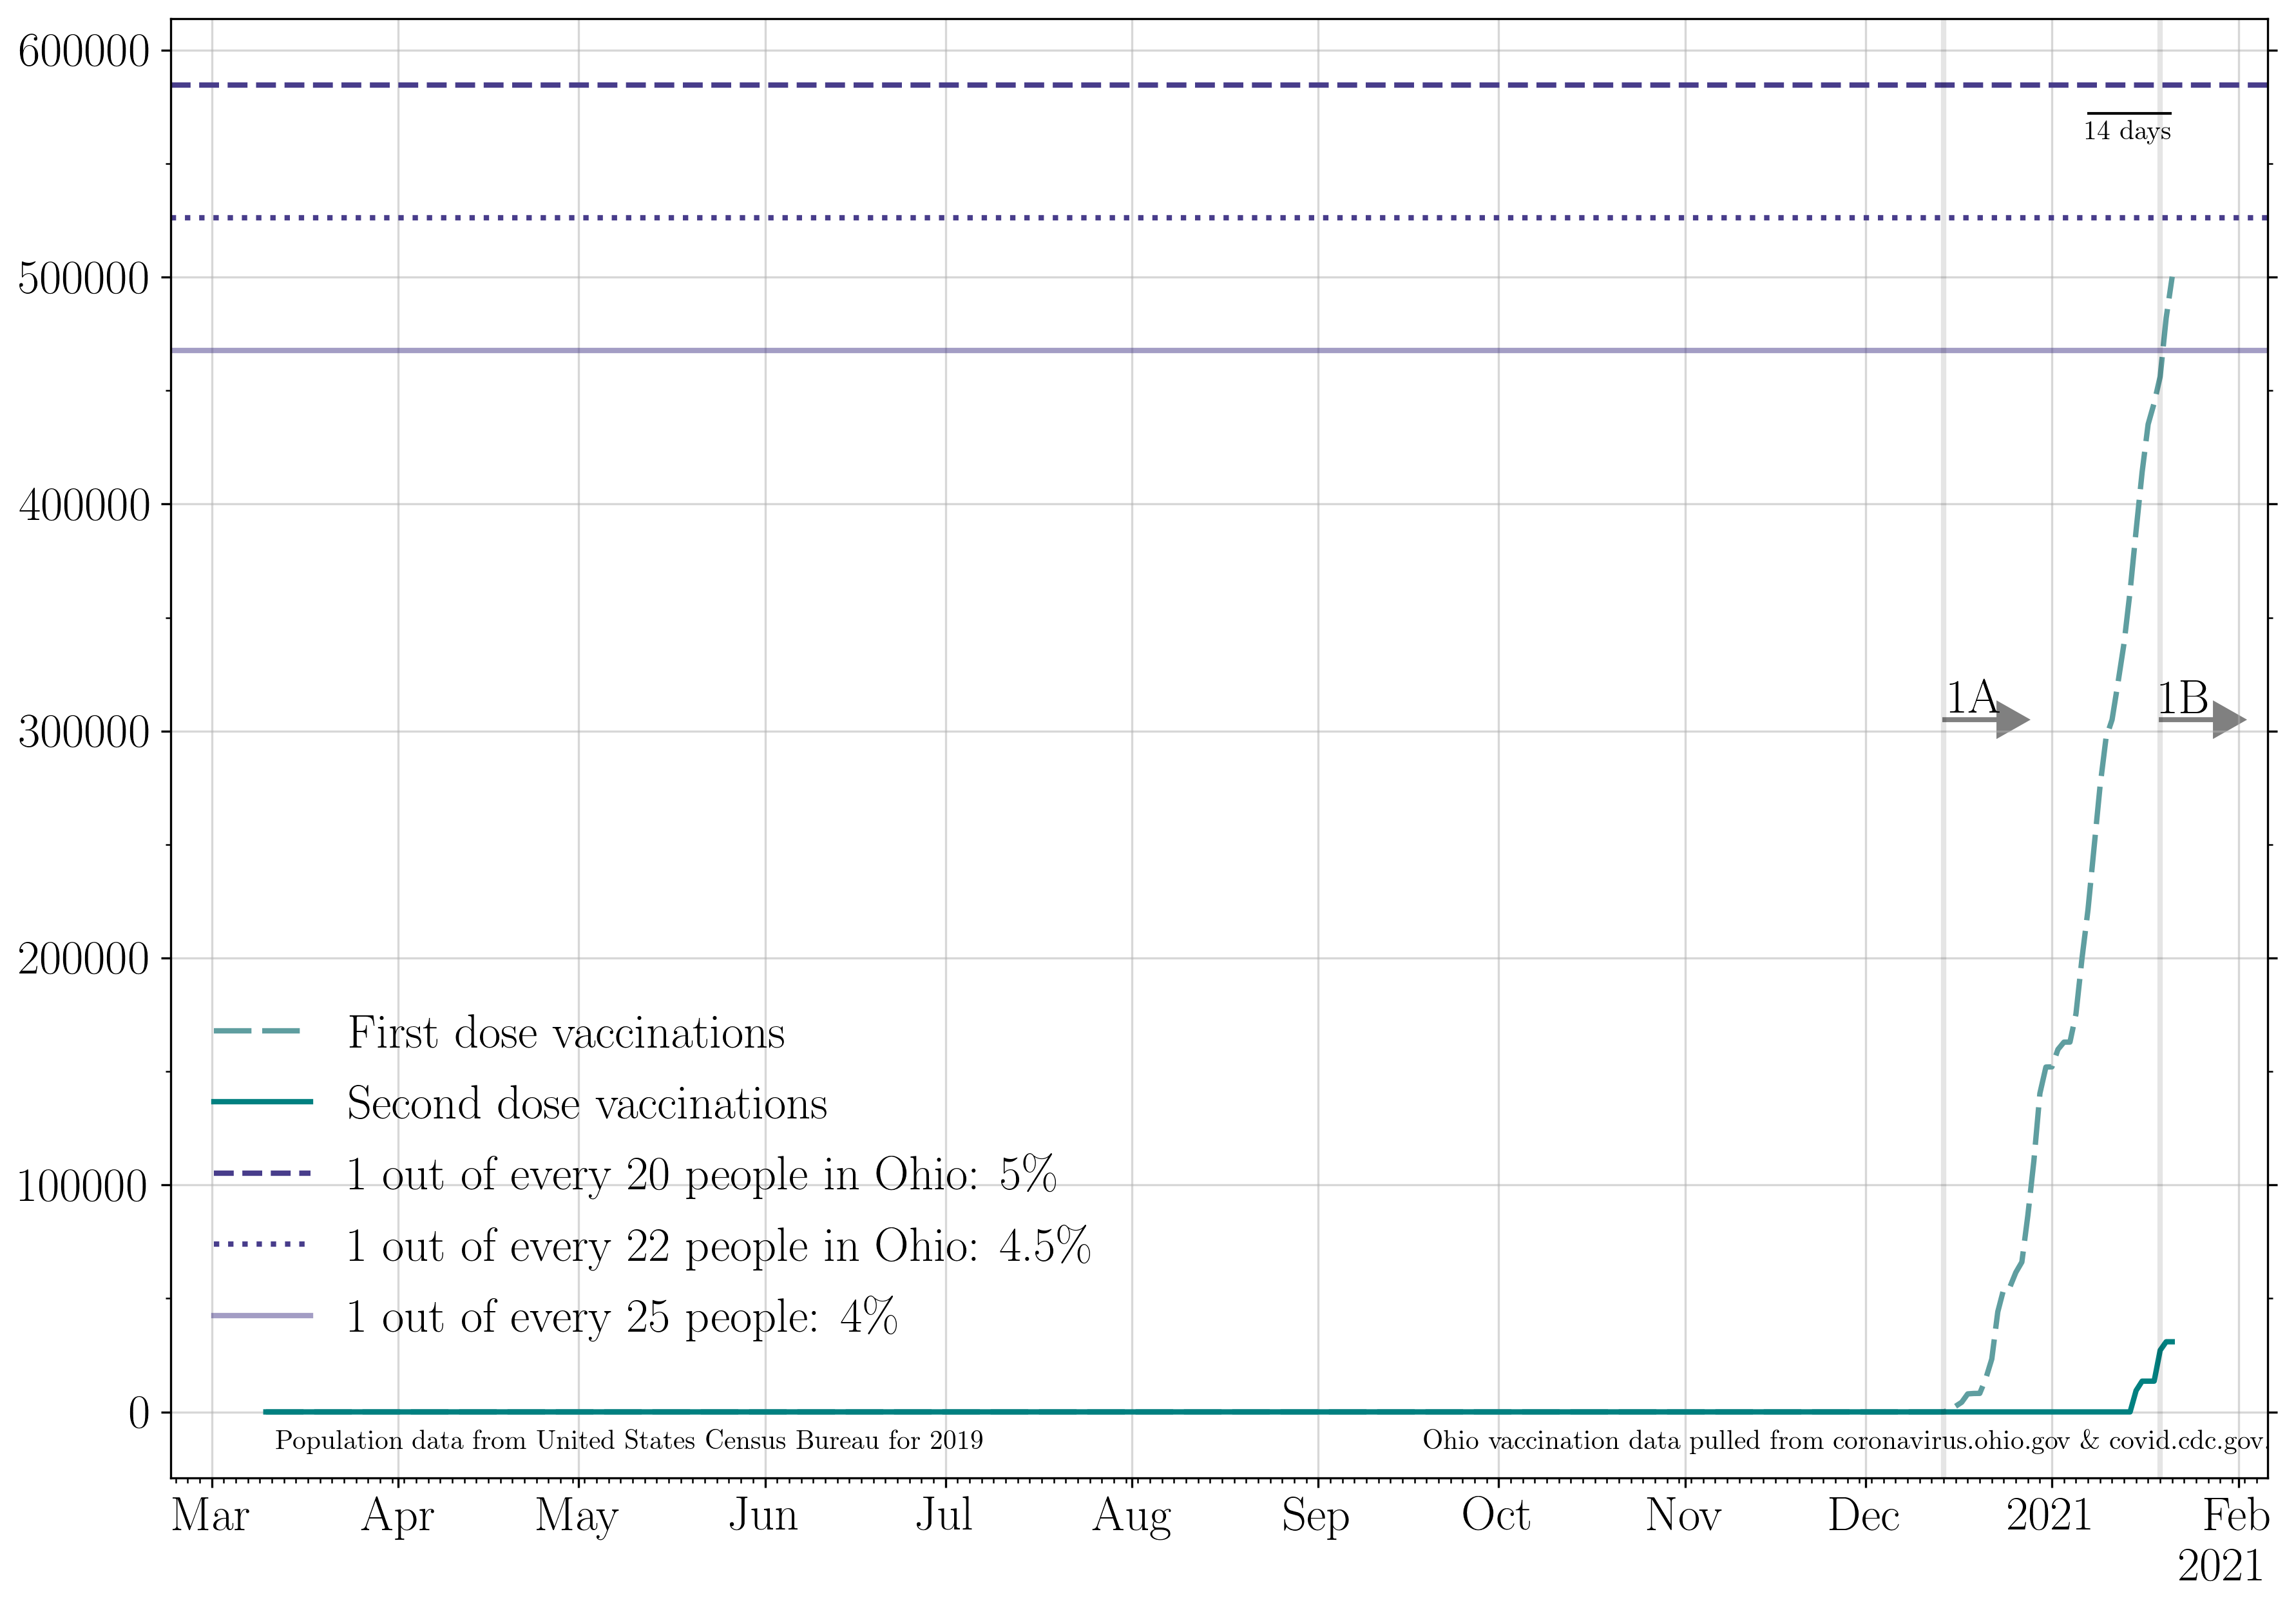 600000
14 days
500000
400000
1A
1B
300000
200000
First dose vaccinations
Second dose vaccinations
1 out of every 20 people in Ohio: 5%
100000
1 out of every 22 people in Ohio: 4.5%
1 out of every 25 people: 4%
0
Population data from United States Census Bureau for 2019
Ohio vaccination data pulled from coronavirus.ohio.gov & covid.cdc.gov.
Mar Apr May Jun Jul Aug Sep Oct Nov Dec 2021 Feb
2021